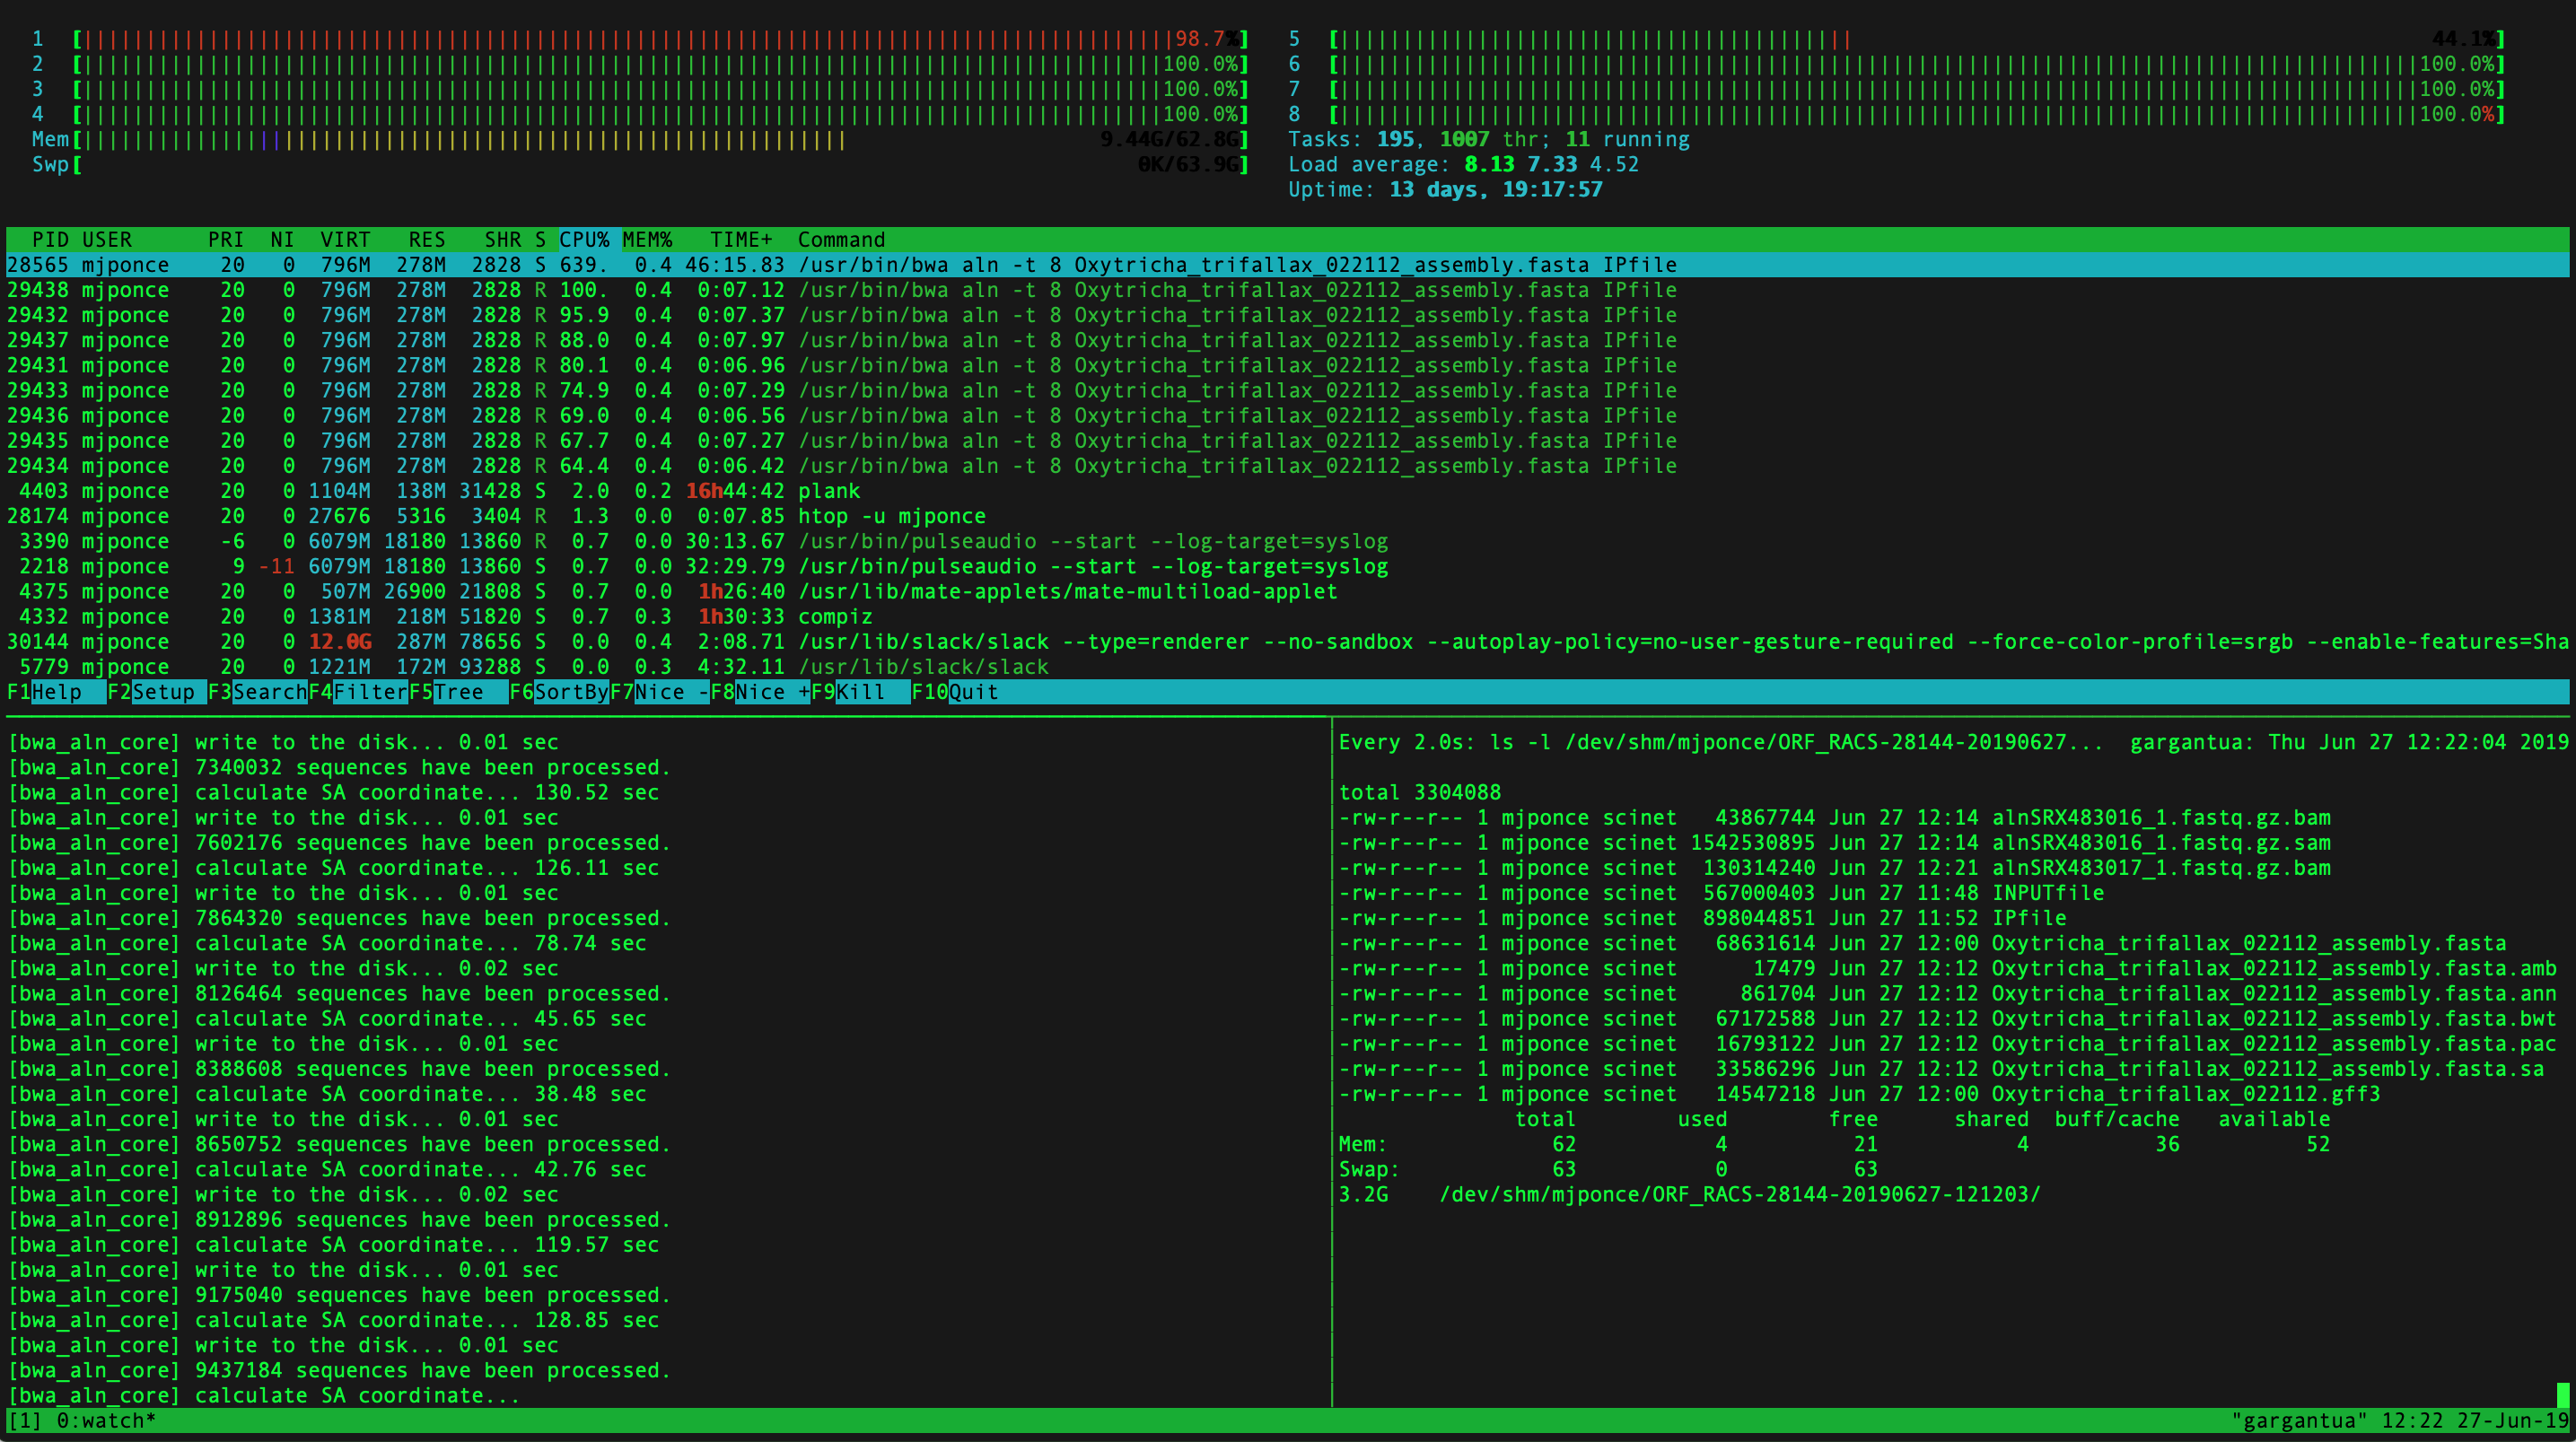 1 [98.7%] 5 [44.1%]
2 [100.0%] 6 [100.0%]
3 [100.0%] 7 [100.0%]
4 [100.0%] 8 [100.0%]
Mem[9.44G/62.8G] Tasks: 195, 1007 thr; 11 running
Swp[0K/63.9G] Load average: 8.13 7.33 4.52
Uptime: 13 days, 19:17:57
PID USER PRI NI VIRT RES SHR S CPU% MEM% TIME+ Command
28565 mjponce 20 0 796M 278M 2828 S 639. 0.4 46:15.83 /usr/bin/bwa aln -t 8 Oxytricha_trifallax_022112_assembly.fasta IPfile
29438 mjponce 20 0 796M 278M 2828 R 100. 0.4 0:07.12 /usr/bin/bwa aln -t 8 Oxytricha_trifallax_022112_assembly.fasta IPfile
29432 mjponce 20 0 796M 278M 2828 R 95.9 0.4 0:07.37 /usr/bin/bwa aln -t 8 Oxytricha_trifallax_022112_assembly.fasta IPfile
29437 mjponce 20 0 796M 278M 2828 R 88.0 0.4 0:07.97 /usr/bin/bwa aln -t 8 Oxytricha_trifallax_022112_assembly.fasta IPfile
29431 mjponce 20 0 796M 278M 2828 R 80.1 0.4 0:06.96 /usr/bin/bwa aln -t 8 Oxytricha_trifallax_022112_assembly.fasta IPfile
29433 mjponce 20 0 796M 278M 2828 R 74.9 0.4 0:07.29 /usr/bin/bwa aln -t 8 Oxytricha_trifallax_022112_assembly.fasta IPfile
29436 mjponce 20 0 796M 278M 2828 R 69.0 0.4 0:06.56 /usr/bin/bwa aln -t 8 Oxytricha_trifallax_022112_assembly.fasta IPfile
29435 mjponce 20 0 796M 278M 2828 R 67.7 0.4 0:07.27 /usr/bin/bwa aln -t 8 Oxytricha_trifallax_022112_assembly.fasta IPfile
29434 mjponce 20 0 796M 278M 2828 R 64.4 0.4 0:06.42 /usr/bin/bwa aln -t 8 Oxytricha_trifallax_022112_assembly.fasta IPfile
4403 mjponce 20 0 1104M 138M 31428 S 2.0 0.2 16h44:42 plank
28174 mjponce 20 0 27676 5316 3404 R 1.3 0.0 0:07.85 htop -u mjponce
3390 mjponce -6 0 6079M 18180 13860 R 0.7 0.0 30:13.67 /usr/bin/pulseaudio --start --log-target=syslog
2218 mjponce 9 -11 6079M 18180 13860 S 0.7 0.0 32:29.79 /usr/bin/pulseaudio --start --log-target=syslog
4375 mjponce 20 0 507M 26900 21808 S 0.7 0.0 1h26:40 /usr/lib/mate-applets/mate-multiload-applet
4332 mjponce 20 0 1381M 218M 51820 S 0.7 0.3 1h30:33 compiz
30144 mjponce 20 0 12.0G 287M 78656 S 0.0 0.4 2:08.71 /usr/lib/slack/slack --type=renderer --no-sandbox --autoplay-policy=no-user-gesture-required --force-color-profile=srgb --enable-features=Sha
5779 mjponce 20 0 1221M 172M 93288 S 0.0 0.3 4:32.11 /usr/lib/slack/slack
F1Help F2Setup F3SearchF4FilterF5Tree F6SortByF7Nice -F8Nice +F9Kill F10Quit
[bwa_aln_core] write to the disk... 0.01 sec
[bwa_aln_core] 7340032 sequences have been processed.
[bwa_aln_core] calculate SA coordinate... 130.52 sec
[bwa_aln_core] write to the disk... 0.01 sec
[bwa_aln_core] 7602176 sequences have been processed.
[bwa_aln_core] calculate SA coordinate... 126.11 sec
[bwa_aln_core] write to the disk... 0.01 sec
[bwa_aln_core] 7864320 sequences have been processed.
[bwa_aln_core] calculate SA coordinate... 78.74 sec
[bwa_aln_core] write to the disk... 0.02 sec
[bwa_aln_core] 8126464 sequences have been processed.
[bwa_aln_core] calculate SA coordinate... 45.65 sec
[bwa_aln_core] write to the disk... 0.01 sec
[bwa_aln_core] 8388608 sequences have been processed.
[bwa_aln_core] calculate SA coordinate... 38.48 sec
[bwa_aln_core] write to the disk... 0.01 sec
[bwa_aln_core] 8650752 sequences have been processed.
[bwa_aln_core] calculate SA coordinate... 42.76 sec
[bwa_aln_core] write to the disk... 0.02 sec
[bwa_aln_core] 8912896 sequences have been processed.
[bwa_aln_core] calculate SA coordinate... 119.57 sec
[bwa_aln_core] write to the disk... 0.01 sec
[bwa_aln_core] 9175040 sequences have been processed.
[bwa_aln_core] calculate SA coordinate... 128.85 sec
[bwa_aln_core] write to the disk... 0.01 sec
[bwa_aln_core] 9437184 sequences have been processed.
[bwa_aln_core] calculate SA coordinate...
Every 2.0s: ls -l /dev/shm/mjponce/ORF_RACS-28144-20190627... gargantua: Thu Jun 27 12:22:04 2019
total 3304088
-rw-r--r-- 1 mjponce scinet 43867744 Jun 27 12:14 alnSRX483016_1.fastq.gz.bam
-rw-r--r-- 1 mjponce scinet 1542530895 Jun 27 12:14 alnSRX483016_1.fastq.gz.sam
-rw-r--r-- 1 mjponce scinet 130314240 Jun 27 12:21 alnSRX483017_1.fastq.gz.bam
-rw-r--r-- 1 mjponce scinet 567000403 Jun 27 11:48 INPUTfile
-rw-r--r-- 1 mjponce scinet 898044851 Jun 27 11:52 IPfile
-rw-r--r-- 1 mjponce scinet 68631614 Jun 27 12:00 Oxytricha_trifallax_022112_assembly.fasta
-rw-r--r-- 1 mjponce scinet 17479 Jun 27 12:12 Oxytricha_trifallax_022112_assembly.fasta.amb
-rw-r--r-- 1 mjponce scinet 861704 Jun 27 12:12 Oxytricha_trifallax_022112_assembly.fasta.ann
-rw-r--r-- 1 mjponce scinet 67172588 Jun 27 12:12 Oxytricha_trifallax_022112_assembly.fasta.bwt
-rw-r--r-- 1 mjponce scinet 16793122 Jun 27 12:12 Oxytricha_trifallax_022112_assembly.fasta.pac
-rw-r--r-- 1 mjponce scinet 33586296 Jun 27 12:12 Oxytricha_trifallax_022112_assembly.fasta.sa
-rw-r--r-- 1 mjponce scinet 14547218 Jun 27 12:00 Oxytricha_trifallax_022112.gff3
total used free shared buff/cache available
Mem: 62 4 21 4 36 52
Swap: 63 0 63
3.2G /dev/shm/mjponce/ORF_RACS-28144-20190627-121203/
[1] 0:watch* "gargantua" 12:22 27-Jun-19